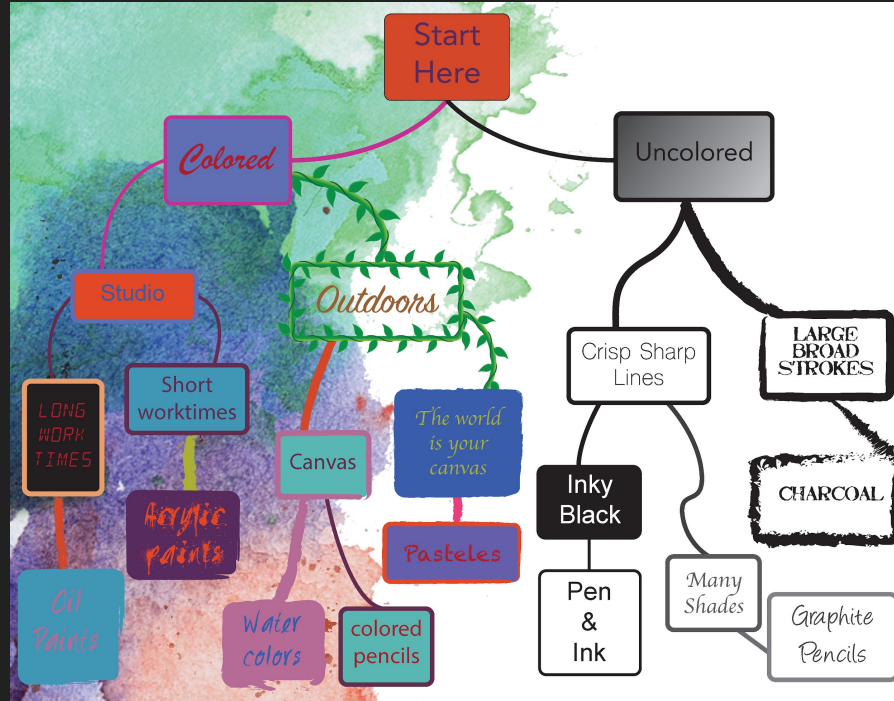 Start
Here
Colored
Uncolored
Studio
Outdoors
Crisp Sharp
Lines
LARGE
BROAD
STROKES
LONG
WORK
TIMES
Short
worktimes
The world
is your
canvas
Canvas
Inky
Black
CHARCOAL
Acrylic
paints
Pasteles
Oil
Paints
Water
colors
colored
pencils
Pen
&
Ink
Many
Shades
Graphite
Pencils